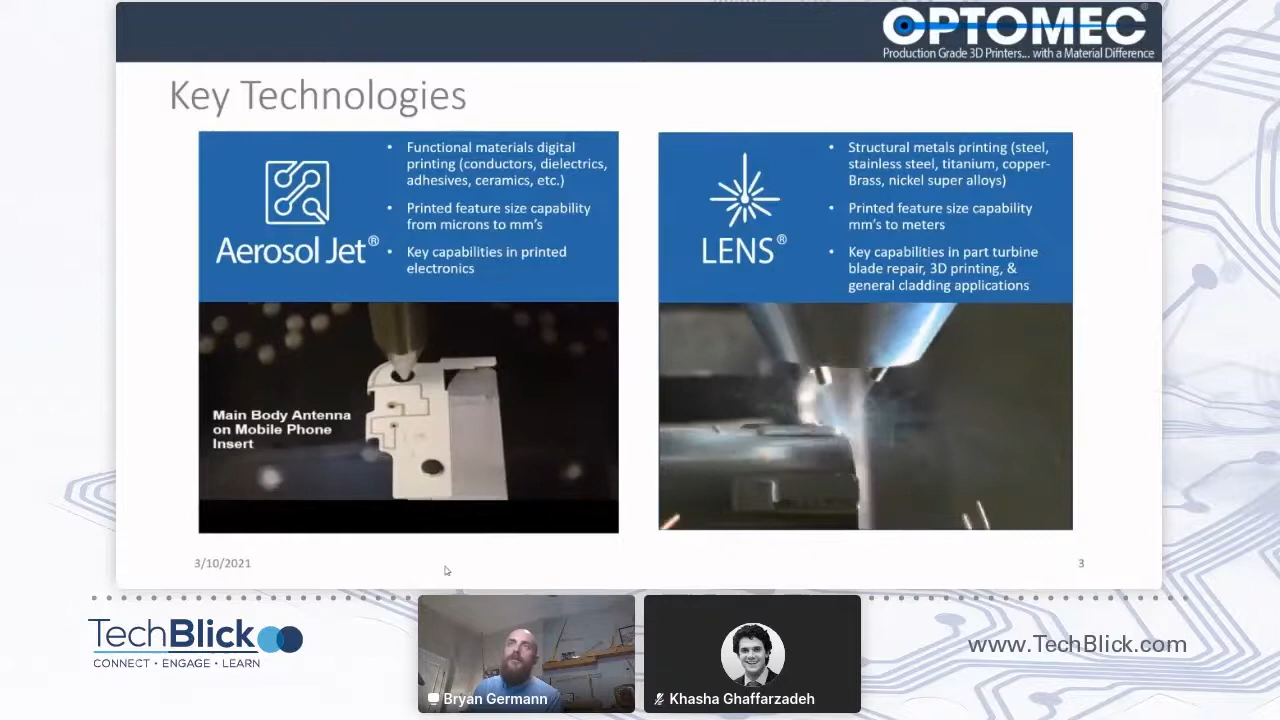 OPTOMEC®
Production Grade 3D Printers... with a Material Difference
Key Technologies
Aerosol Jet®
• Functional materials digital
printing (conductors, dielectrics,
adhesives, ceramics, etc.)
• Printed feature size capability
from microns to mm's
• Key capabilities in printed
electronics
Main Body Antenna
on Mobile Phone
Insert
LENS®
• Structural metals printing (steel,
stainless steel, titanium, copper-
Brass, nickel super alloys)
• Printed feature size capability
mm's to meters
• Key capabilities in part turbine
blade repair, 3D printing, &
general cladding applications
3/10/2021
3
TechBlick
CONNECT • ENGAGE • LEARN
Bryan Germann
Khasha Ghaffarzadeh
www.TechBlick.com